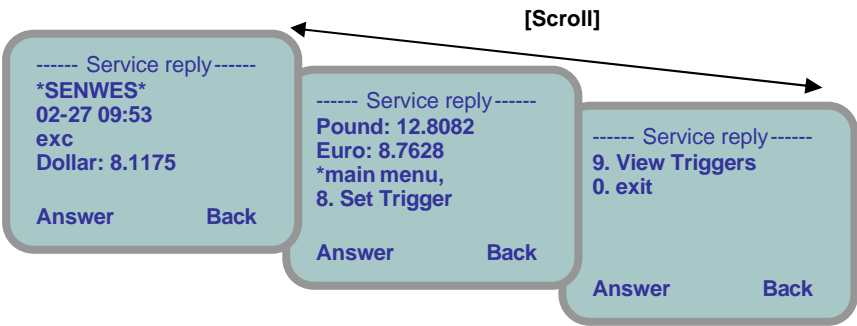 [Scroll]
------ Service reply------
*SENWES*
02-27 09:53
exc
Dollar: 8.1175
Answer Back
------ Service reply------
Pound: 12.8082
Euro: 8.7628
*main menu,
8. Set Trigger
Answer Back
------ Service reply------
9. View Triggers
0. exit
Answer Back